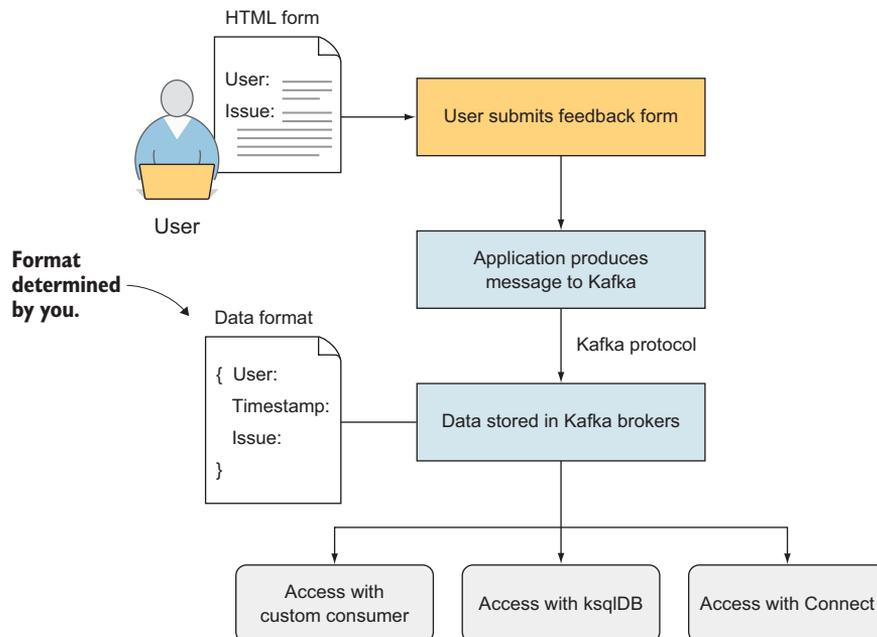 HTML form
User:
Issue:
User submits feedback form
User
Application produces
message to Kafka
Format
determined
by you.
Data format
Kafka protocol
{ User:
Timestamp:
Issue:
}
Data stored in Kafka brokers
Access with
custom consumer
Access with ksqlDB
Access with Connect